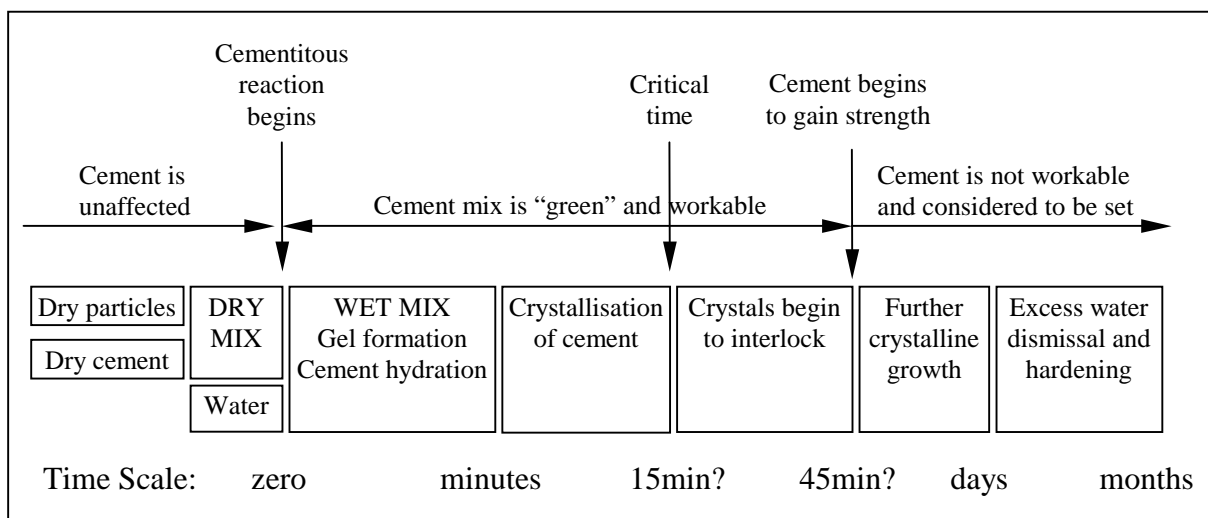 Cementitous
reaction
begins
Critical
time
Cement begins
to gain strength
Cement is
unaffected
Cement mix is “green” and workable
Cement is not workable
and considered to be set
Dry particles
Dry cement
DRY
MIX
Water
WET MIX
Gel formation
Cement hydration
Crystallisation
of cement
Crystals begin
to interlock
Further
crystalline
growth
Excess water
dismissal and
hardening
Time Scale: zero minutes 15min? 45min? days months